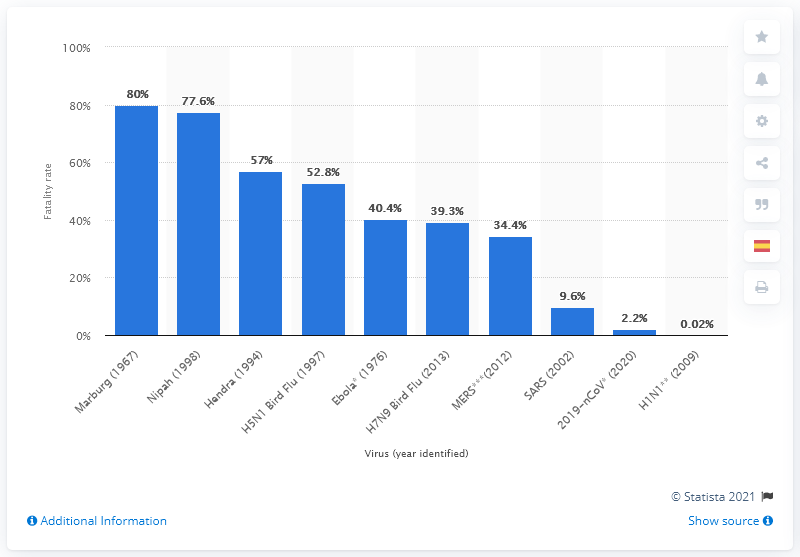 100%
80%
60%
40%
20%
0%
Fatality rate
80%
77.6%
57%
52.8%
40.4%
39.3%
34.4%
9.6%
2.2%
0.02%
Marburg (1967)
Nipah (1998)
Hendra (1994)
H5N1 Bird Flu (1997)
Ebola* (1976)
H7N9 Bird Flu (2013)
MERS***(2012)
SARS (2002)
2019-nCoV* (2020)
H1N1** (2009)
Virus (year identified)
© Statista 2021
Additional Information
Show source